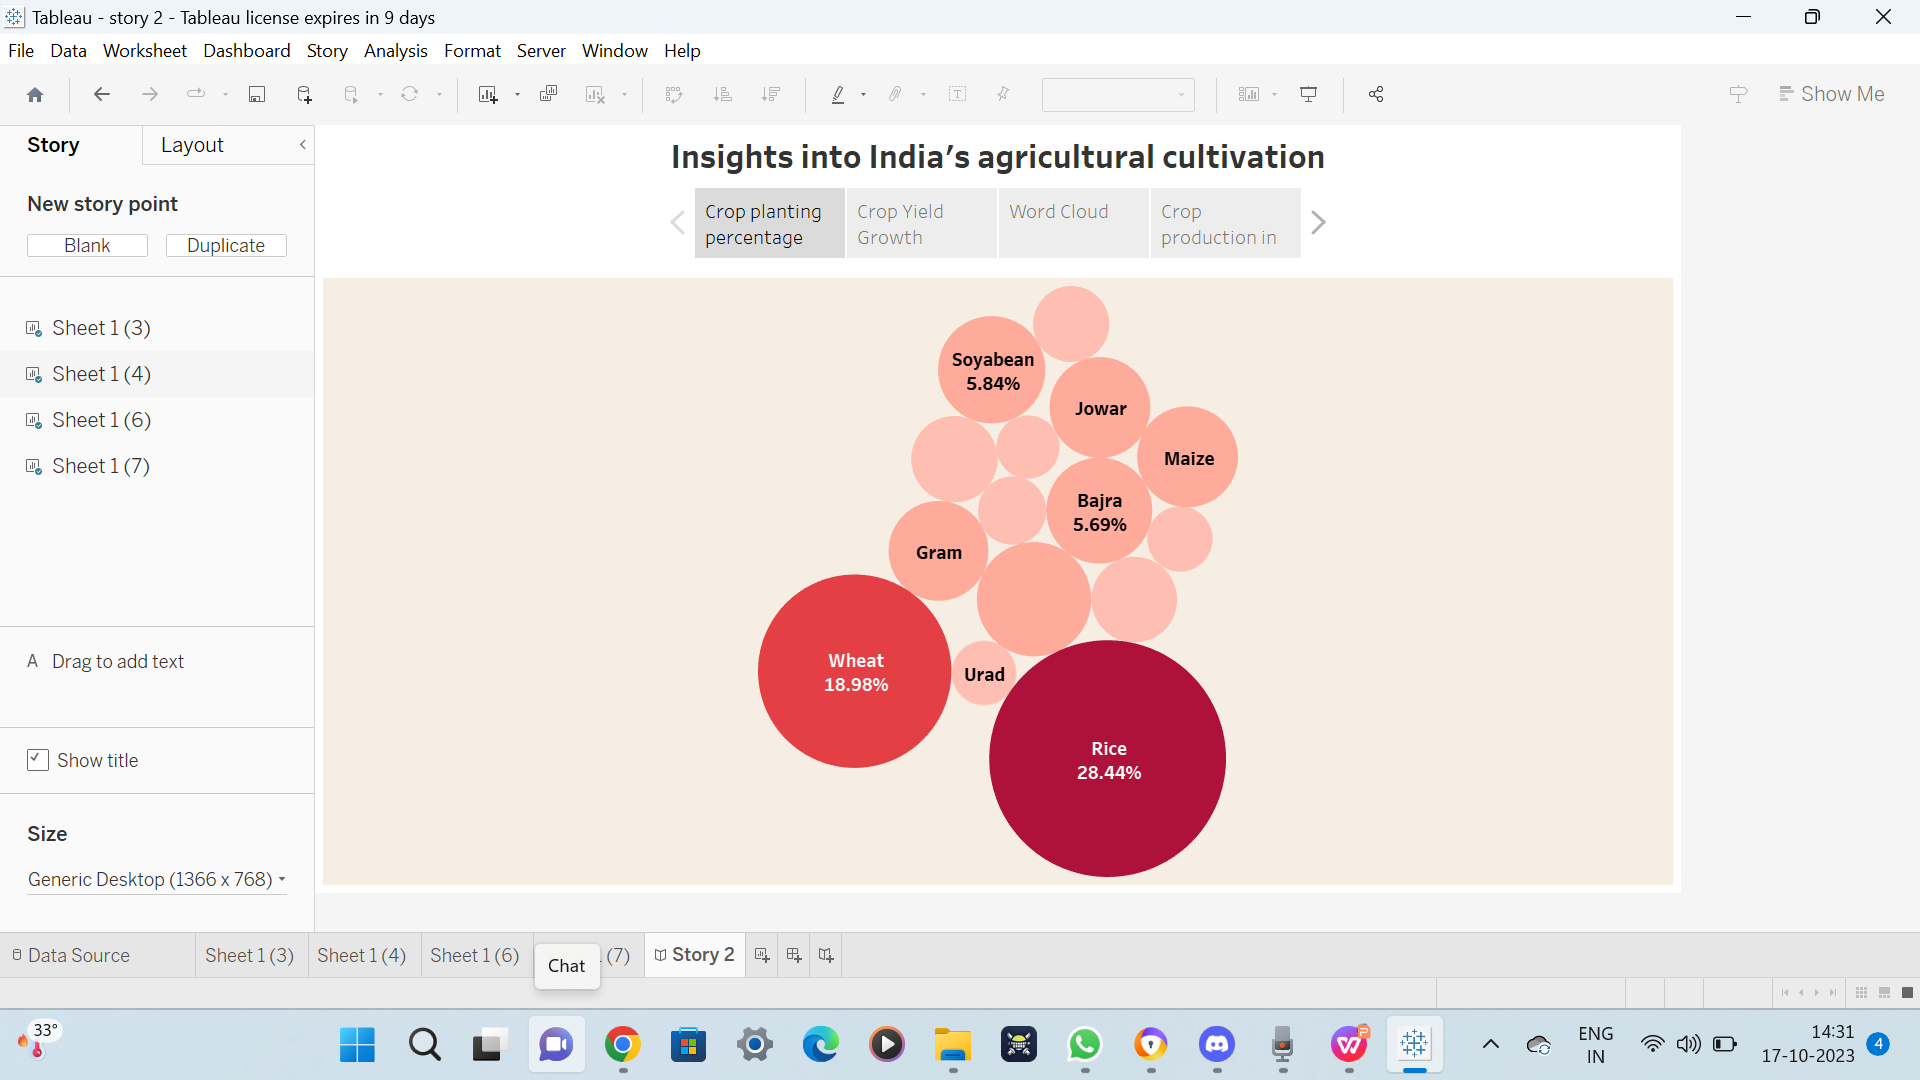 Tableau - story 2 - Tableau license expires in 9 days
File Data Worksheet Dashboard Story Analysis Format Server Window Help
Show Me
Story
Layout
New story point
Blank
Duplicate
Sheet 1 (3)
Sheet 1 (4)
Sheet 1 (6)
Sheet 1 (7)
A Drag to add text
Show title
Size
Generic Desktop (1366 x 768)
Insights into India's agricultural cultivation
Crop planting
percentage
Crop Yield
Growth
Word Cloud
Crop
production in
Soyabean
5.84%
Jowar
Maize
Bajra
5.69%
Gram
Wheat
18.98%
Urad
Rice
28.44%
Data Source
Sheet 1 (3)
Sheet 1 (4)
Sheet 1 (6)
(7)
Story 2
Chat
33°
ENG
IN
14:31
17-10-2023
4